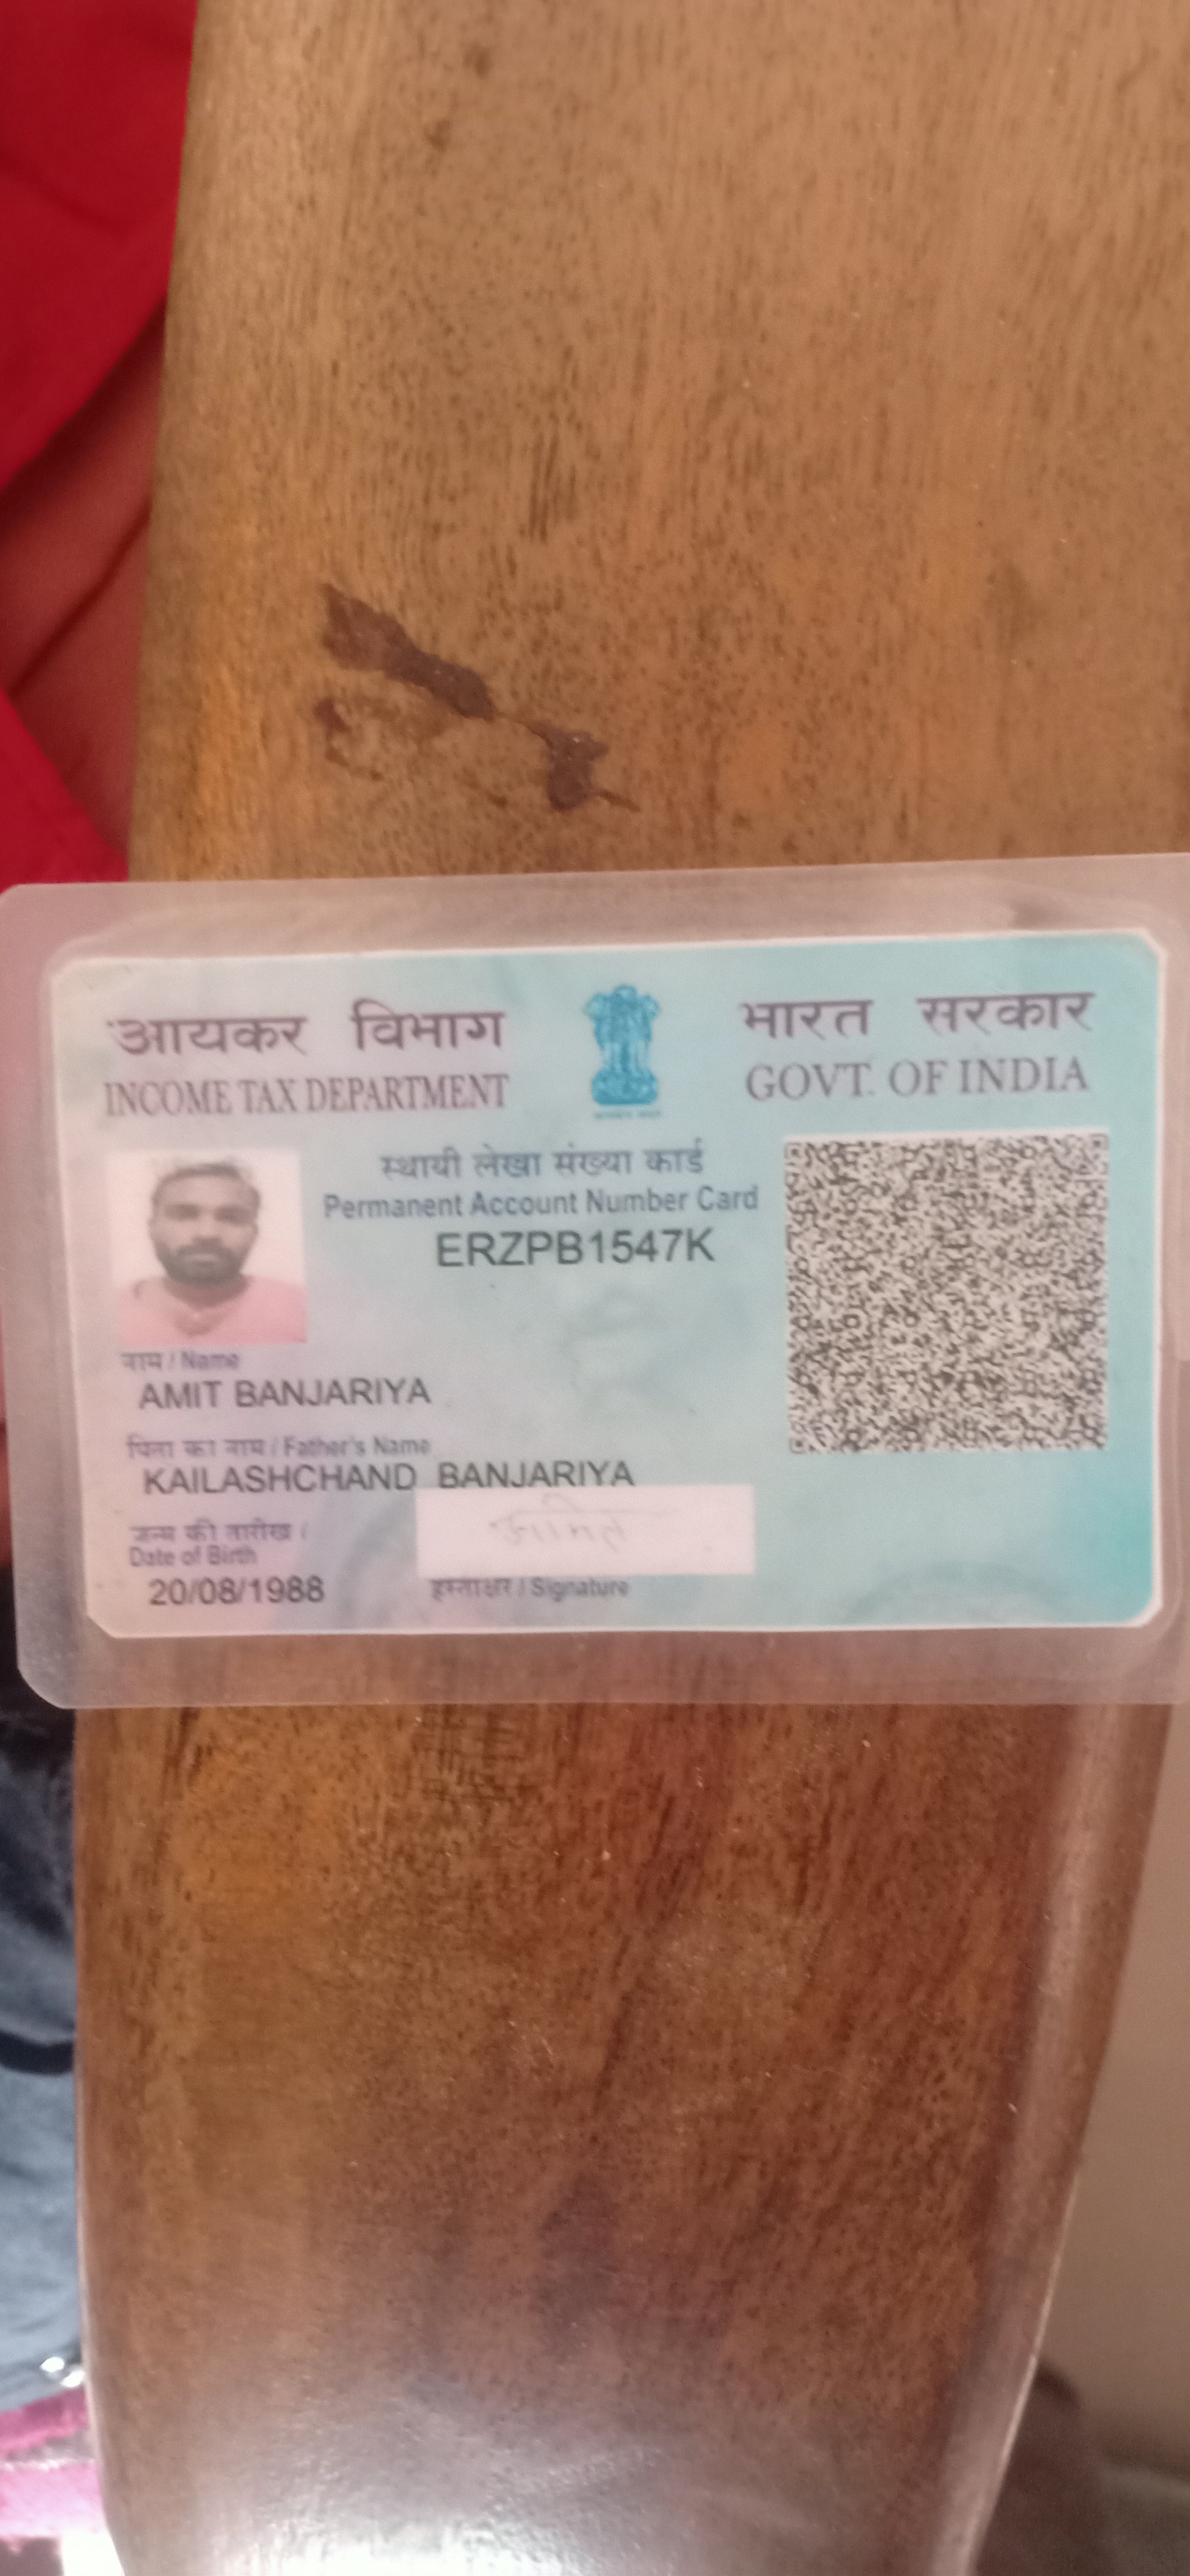 आयकर विभाग
INCOME TAX DEPARTMENT
भारत सरकार
GOVT. OF INDIA
स्थायी लेखा संख्या कार्ड
Permanent Account Number Card
ERZPB1547K
नाम / Name
AMIT BANJARIYA
पिता का नाम / Father's Name
KAILASHCHAND BANJARIYA
जन्म की तारीख /
Date of Birth
20/08/1988
अमित
हस्ताक्षर / Signature